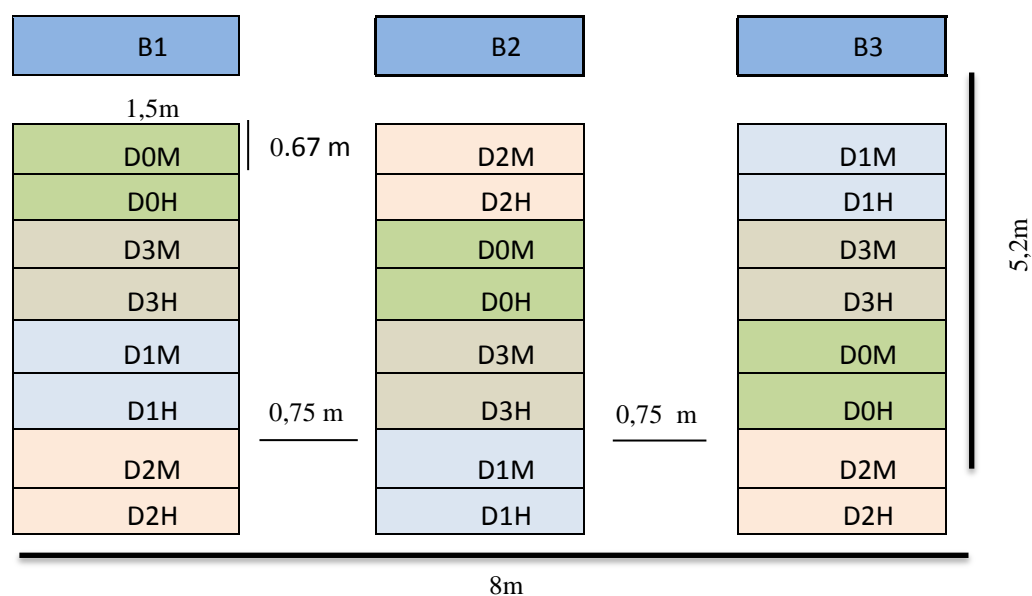 B1 B2 B3
1,5m
0.67 m
D0M D2M D1M
D0H D2H D1H
D3M D0M D3M
5,2m
D3H D0H D3H
D1M D3M D0M
D1H 0,75 m D3H 0,75 m D0H
D2M D1M D2M
D2H D1H D2H
8m